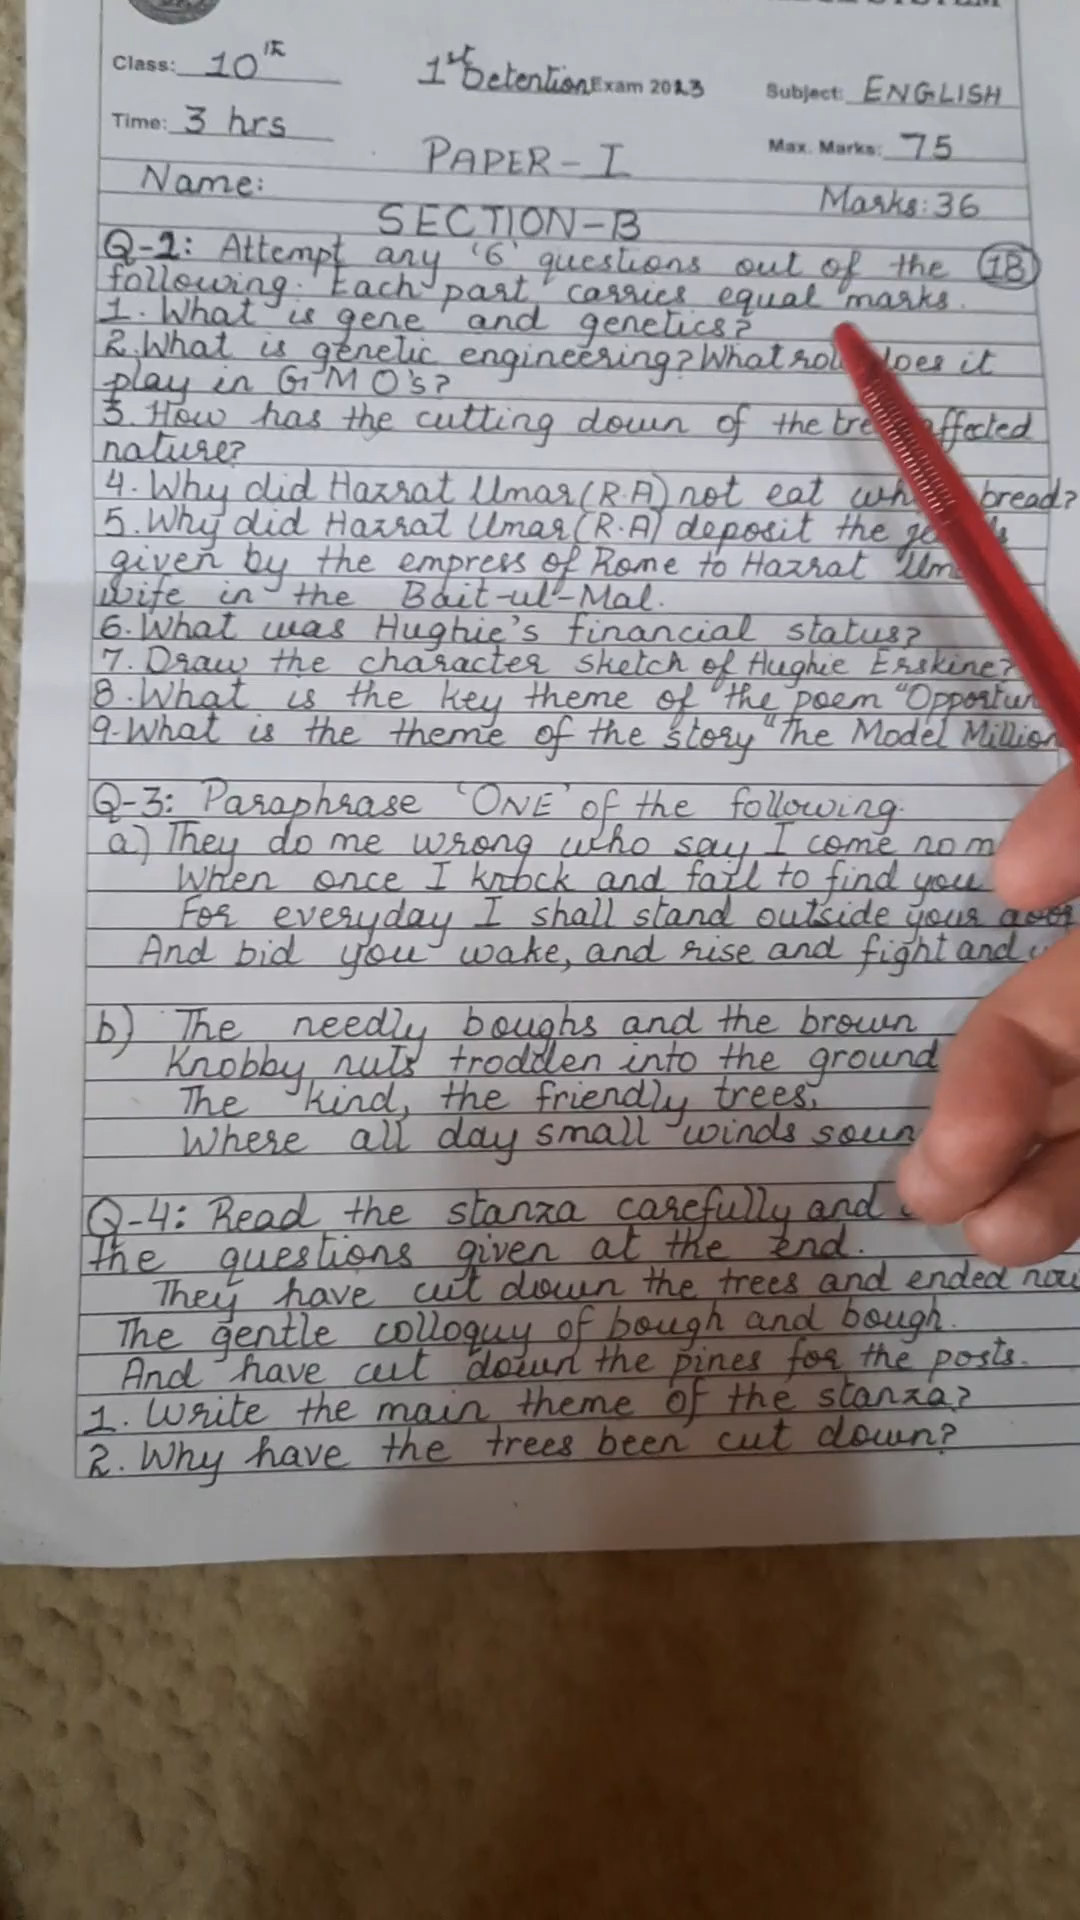 Class: 10th
1st Detention Exam 2023
Subject: ENGLISH
Time: 3 hrs
PAPER-I
Max. Marks: 75
Name:
Marks: 36
SECTION-B
Q-2: Attempt any '6' questions out of the 18
following. Each part carries equal marks.
1. What is gene and genetics?
2. What is genetic engineering? What does it
play in GMO's?
3. How has the cutting down of the affected
nature?
4. Why did Hazrat Umar (R.A) not eat bread?
5. Why did Hazrat Umar (R.A) deposit the
given by the empress of Rome to Hazrat
wife in the Bait-ul-Mal.
6. What was Hughie's financial status?
7. Draw the character sketch of Hughie Erskine?
8. What is the key theme of the poem "Opportun
9. What is the theme of the story "The Model Million
Q-3: Paraphrase 'ONE' of the following.
a) They do me wrong who say I come no m
When once I knock and fail to find you
For everyday I shall stand outside your door
And bid you wake, and rise and fight and
b) The needly boughs and the brown
Knobby nuts trodden into the ground
The kind, the friendly trees,
Where all day small winds soun
Q-4: Read the stanza carefully and
the questions given at the end.
They have cut down the trees and ended now
The gentle colloquy of bough and bough.
And have cut down the pines for the posts.
1. Write the main theme of the stanza?
2. Why have the trees been cut down?